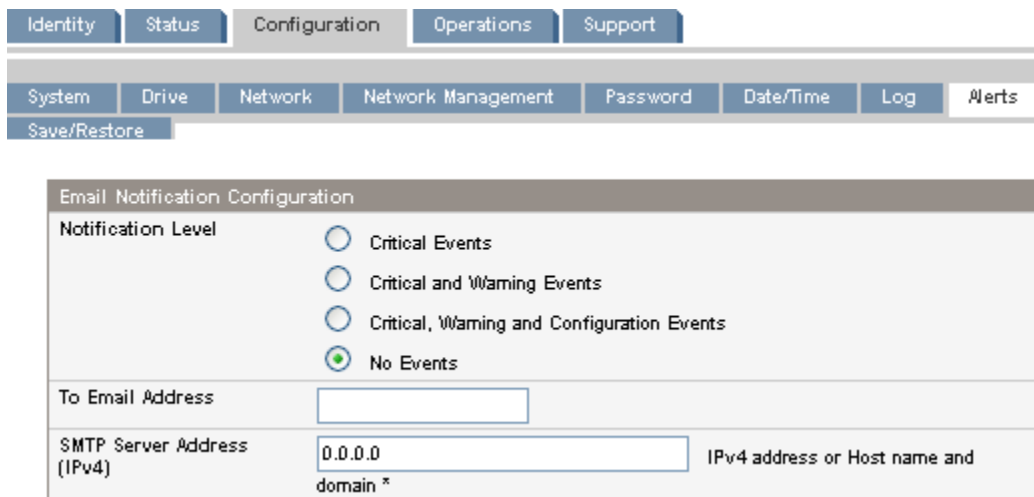 Identity Status Configuration Operations Support
System Drive Network Network Management Password Date/Time Log Alerts
Save/Restore
Email Notification Configuration
Notification Level
Critical Events
Critical and Warning Events
Critical, Warning and Configuration Events
No Events
To Email Address
SMTP Server Address
(IPv4)
0.0.0.0
IPv4 address or Host name and
domain *